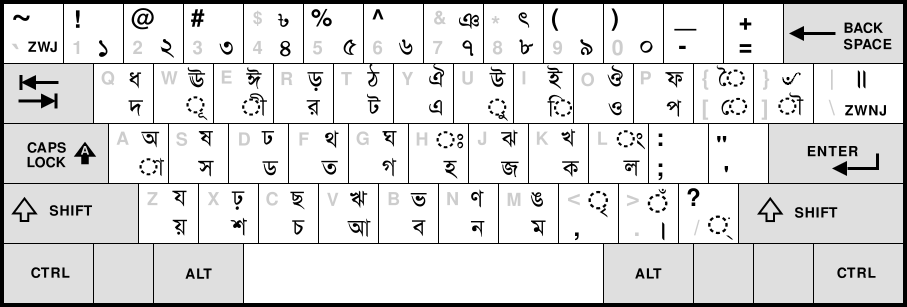 ~ ! @ # $ ৳ % ^ & ঞ * ৎ ( ) _ + BACK SPACE
` ZWJ 1 ১ 2 ২ 3 ৩ 4 ৪ 5 ৫ 6 ৬ 7 ৭ 8 ৮ 9 ৯ 0 ০ - =
Q ধ W ঊ E ঈ R ড় T ঠ Y ঐ U উ I ই O ঔ P ফ { ৈ } | ॥
দ ূ ী র ট এ ু ি ও প [ ে ] ৌ \ ZWNJ
CAPS LOCK A A অ S ষ D ঢ F থ G ঘ H ঃ J ঝ K খ L ং : " ENTER
া স ড ত গ হ জ ক ল ; '
SHIFT Z য X ঢ় C ছ V ঋ B ভ N ণ M ঙ < ৃ > ঁ ? SHIFT
য় শ চ আ ব ন ম , . । / ্
CTRL ALT ALT CTRL